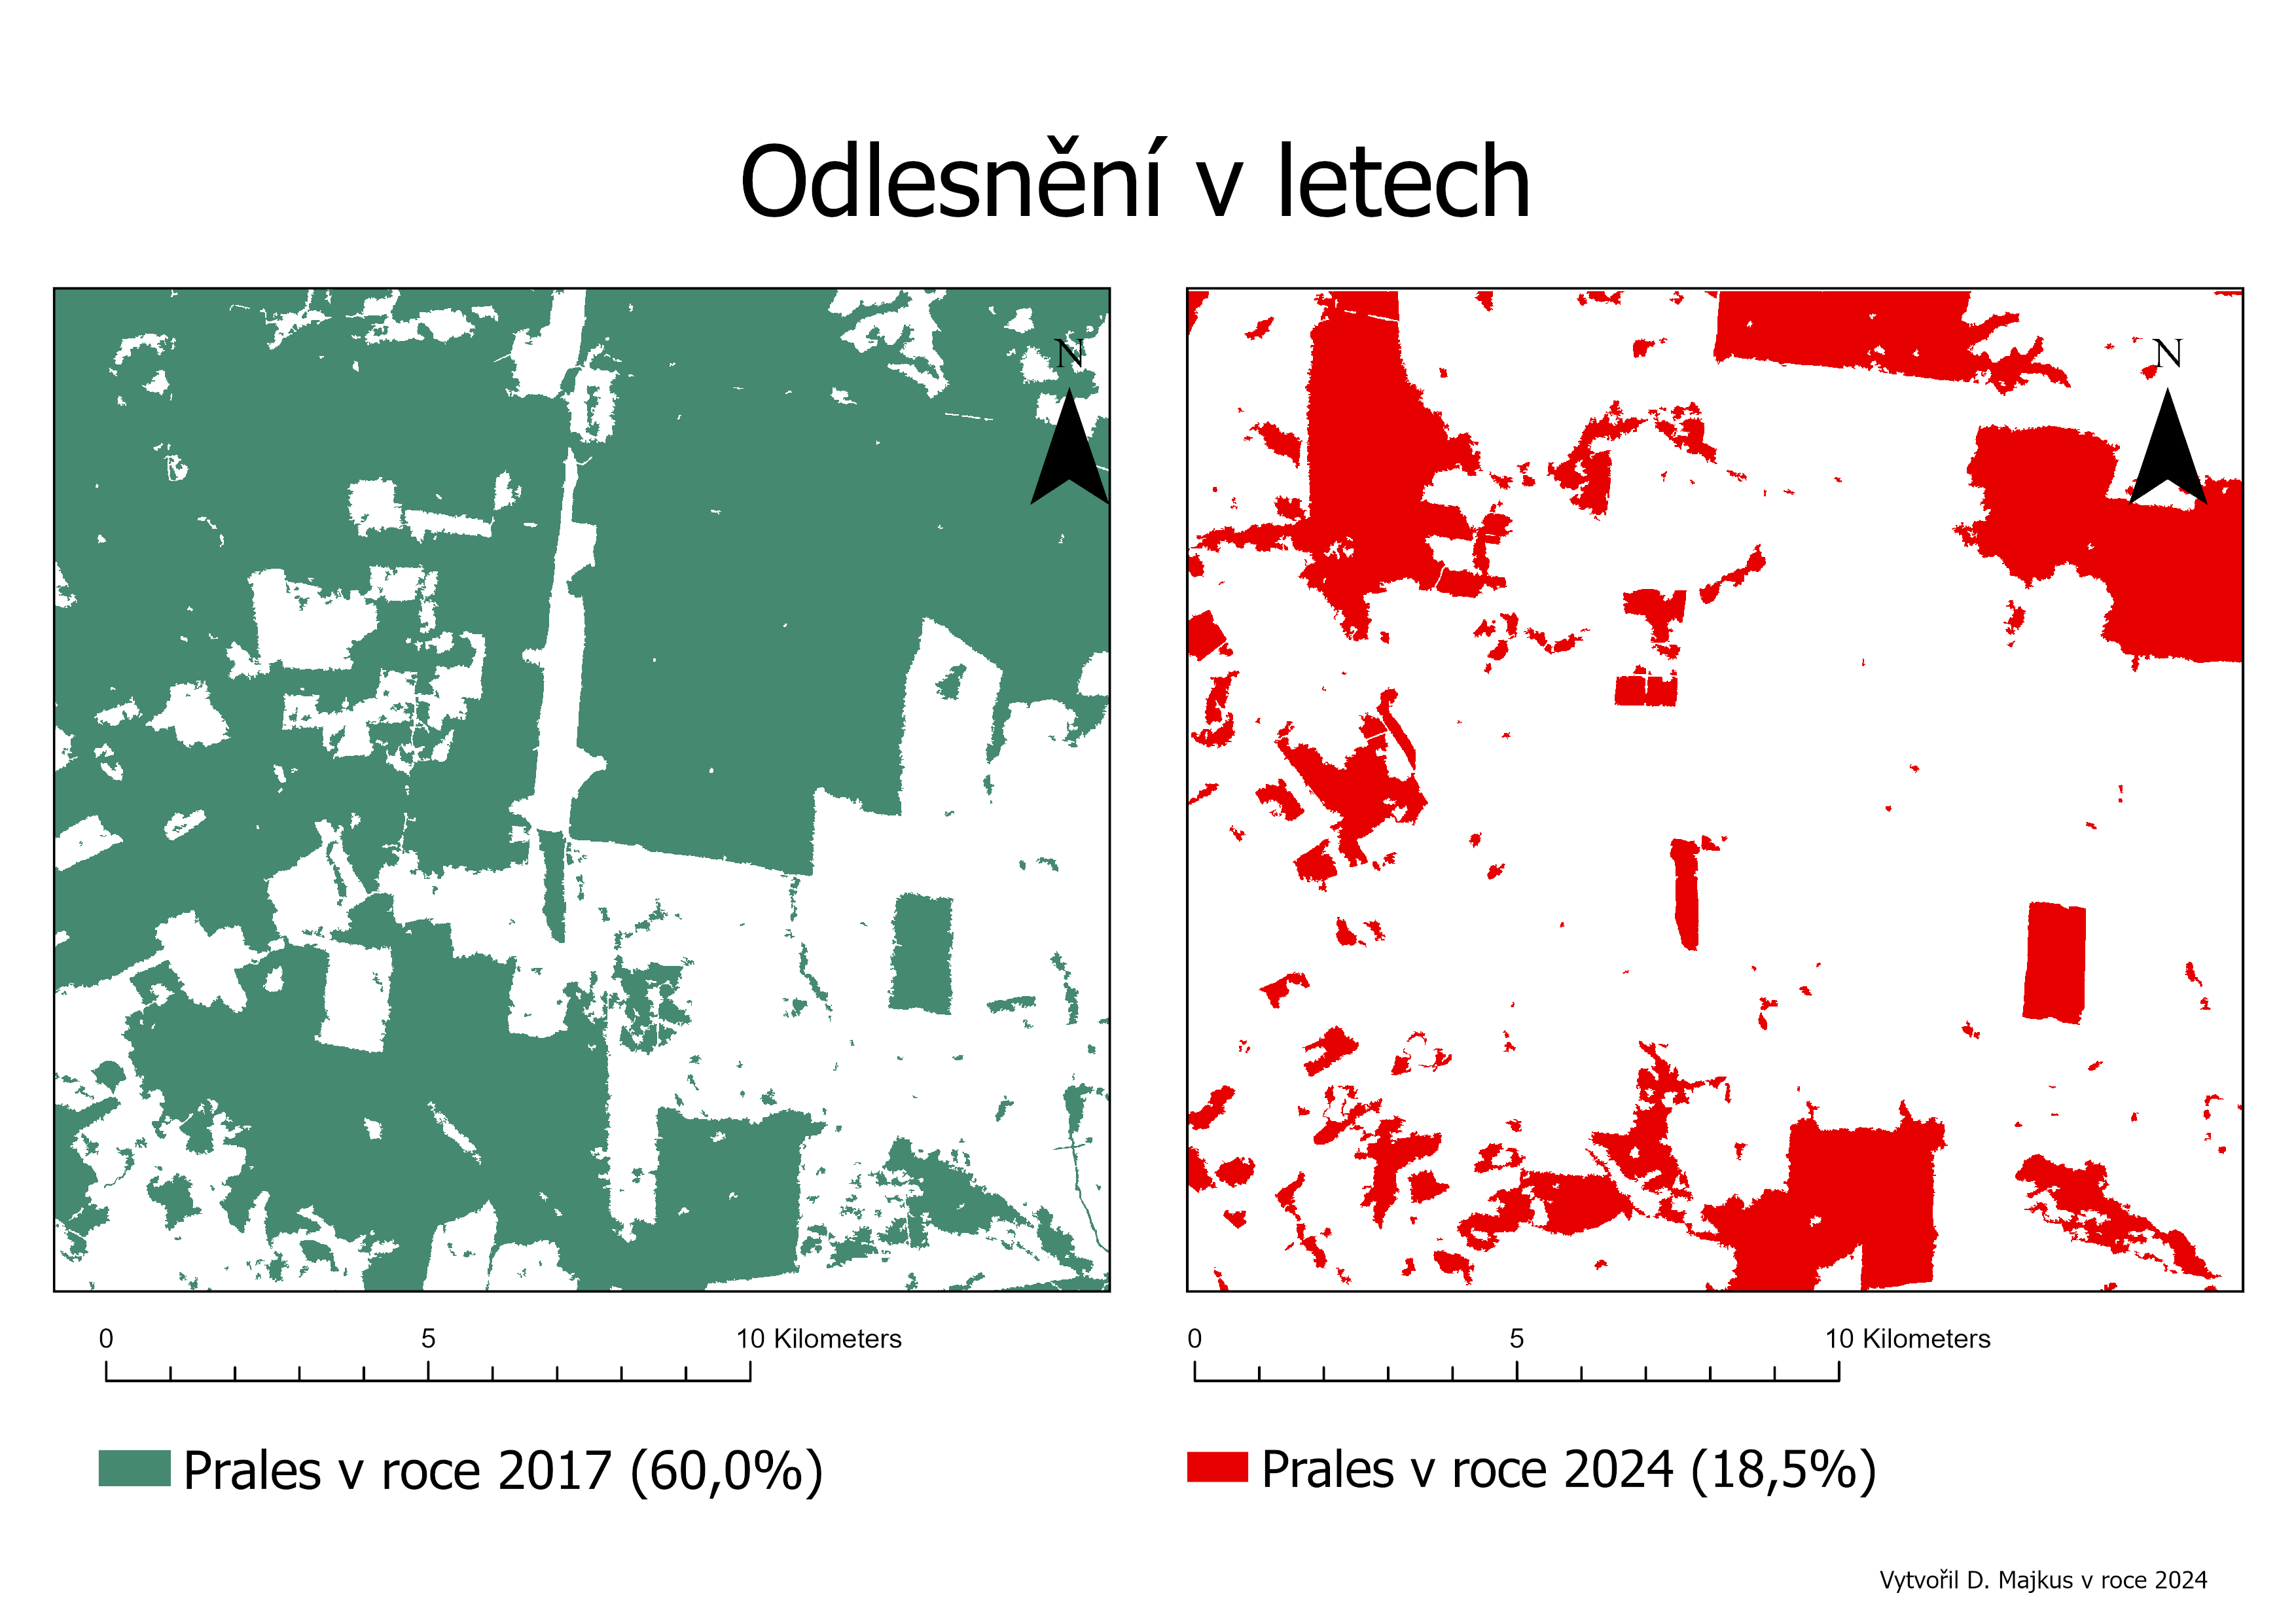 Odlesnění v letech
N
N
0 5 10 Kilometers
0 5 10 Kilometers
Prales v roce 2017 (60,0%)
Prales v roce 2024 (18,5%)
Vytvořil D. Majkus v roce 2024